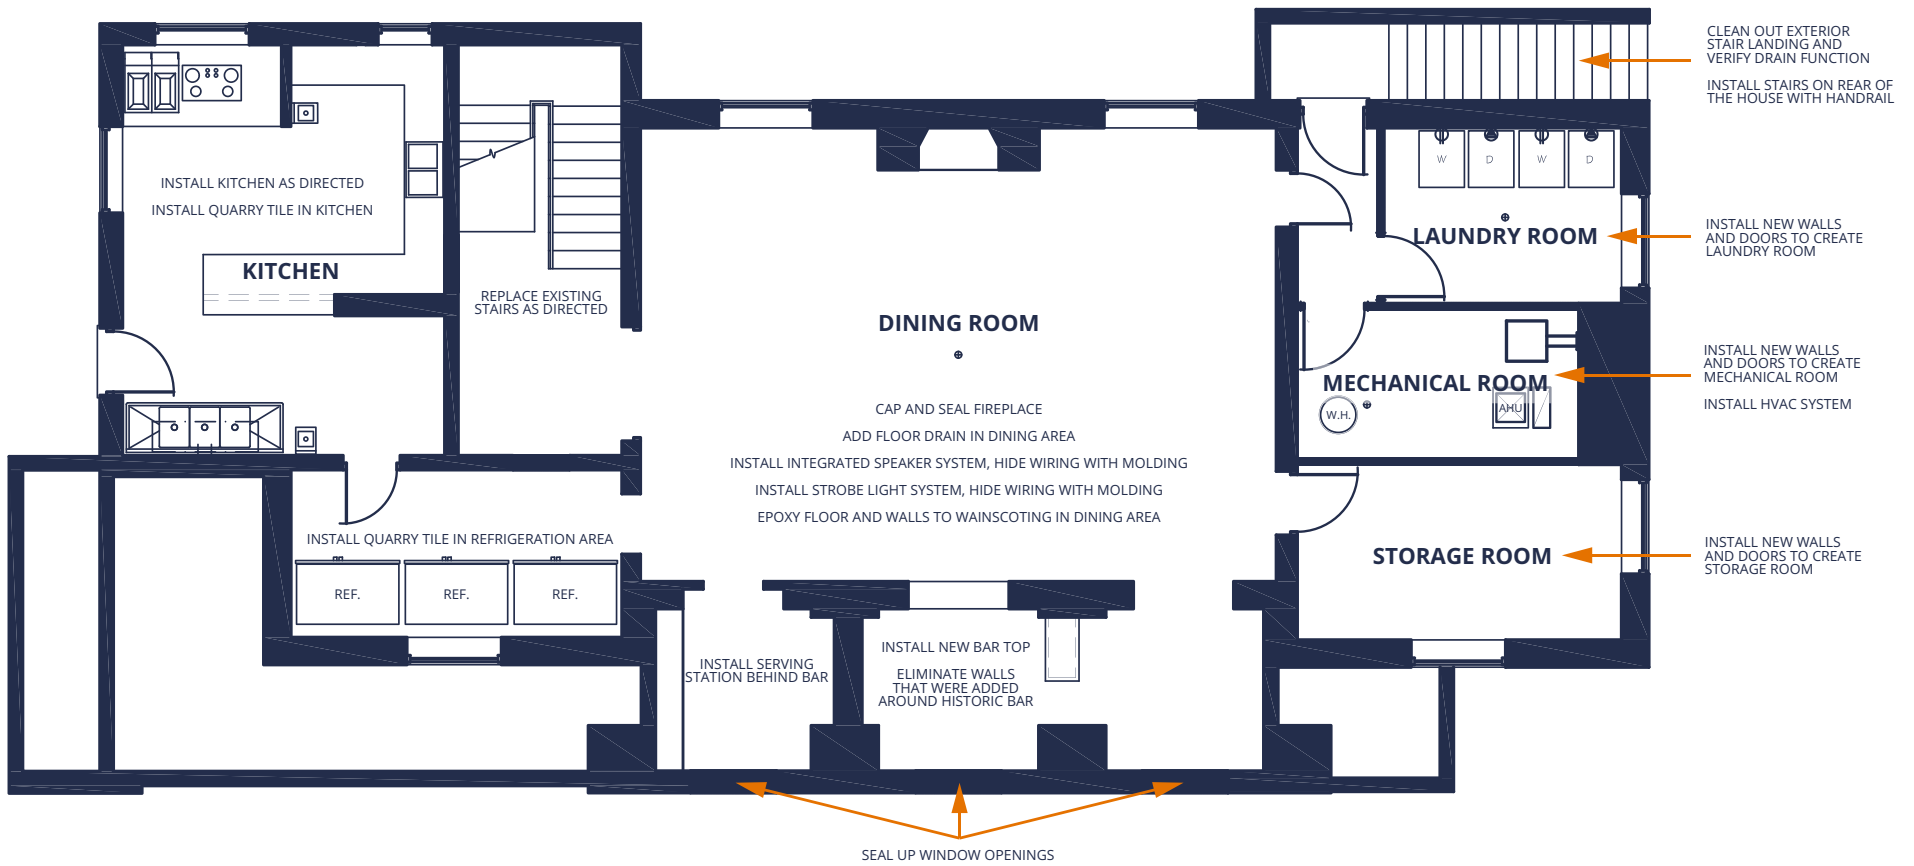 CLEAN OUT EXTERIOR
STAIR LANDING AND
VERIFY DRAIN FUNCTION
INSTALL STAIRS ON REAR OF
THE HOUSE WITH HANDRAIL
W
D
W
D
INSTALL KITCHEN AS DIRECTED
INSTALL QUARRY TILE IN KITCHEN
KITCHEN
REPLACE EXISTING
STAIRS AS DIRECTED
LAUNDRY ROOM
INSTALL NEW WALLS
AND DOORS TO CREATE
LAUNDRY ROOM
DINING ROOM
CAP AND SEAL FIREPLACE
ADD FLOOR DRAIN IN DINING AREA
INSTALL INTEGRATED SPEAKER SYSTEM, HIDE WIRING WITH MOLDING
INSTALL STROBE LIGHT SYSTEM, HIDE WIRING WITH MOLDING
EPOXY FLOOR AND WALLS TO WAINSCOTING IN DINING AREA
MECHANICAL ROOM
W.H.
AHU
INSTALL NEW WALLS
AND DOORS TO CREATE
MECHANICAL ROOM
INSTALL HVAC SYSTEM
INSTALL QUARRY TILE IN REFRIGERATION AREA
REF.
REF.
REF.
STORAGE ROOM
INSTALL NEW WALLS
AND DOORS TO CREATE
STORAGE ROOM
INSTALL SERVING
STATION BEHIND BAR
INSTALL NEW BAR TOP
ELIMINATE WALLS
THAT WERE ADDED
AROUND HISTORIC BAR
SEAL UP WINDOW OPENINGS